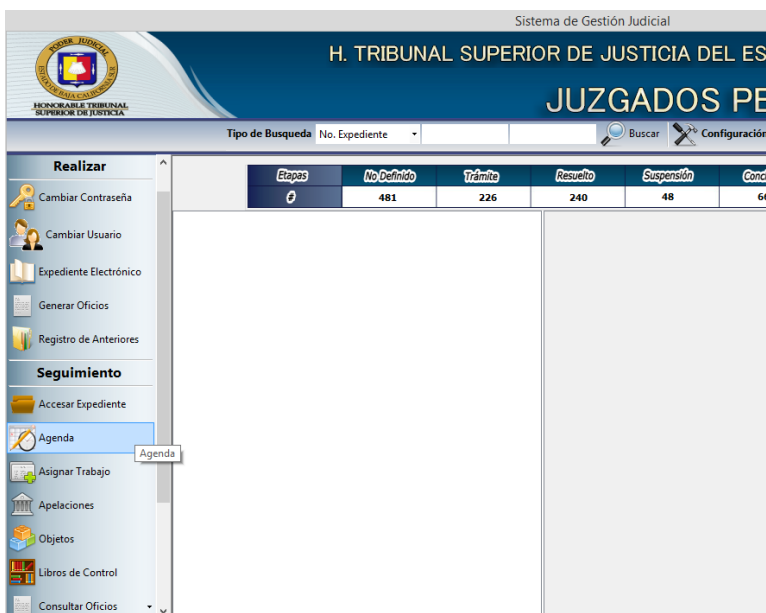 Sistema de Gestión Judicial
PODER JUDICIAL
HONORABLE TRIBUNAL
SUPERIOR DE JUSTICIA
H. TRIBUNAL SUPERIOR DE JUSTICIA DEL ES
JUZGADOS PE
Tipo de Busqueda No. Expediente Buscar Configuración
Realizar
Cambiar Contraseña
Cambiar Usuario
Expediente Electrónico
Generar Oficios
Registro de Anteriores
Seguimiento
Accesar Expediente
Agenda
Agenda
Asignar Trabajo
Apelaciones
Objetos
Libros de Control
Consultar Oficios
Etapas No Definido Trámite Resuelto Suspensión Conc
# 481 226 240 48 6